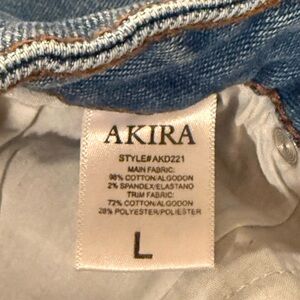 AKIRA
STYLE#AKD221
MAIN FABRIC:
98% COTTON/ALGODON
2% SPANDEX/ELASTANO
TRIM FABRIC:
72% COTTON/ALGODON
28% POLYESTER/POLIESTER
L